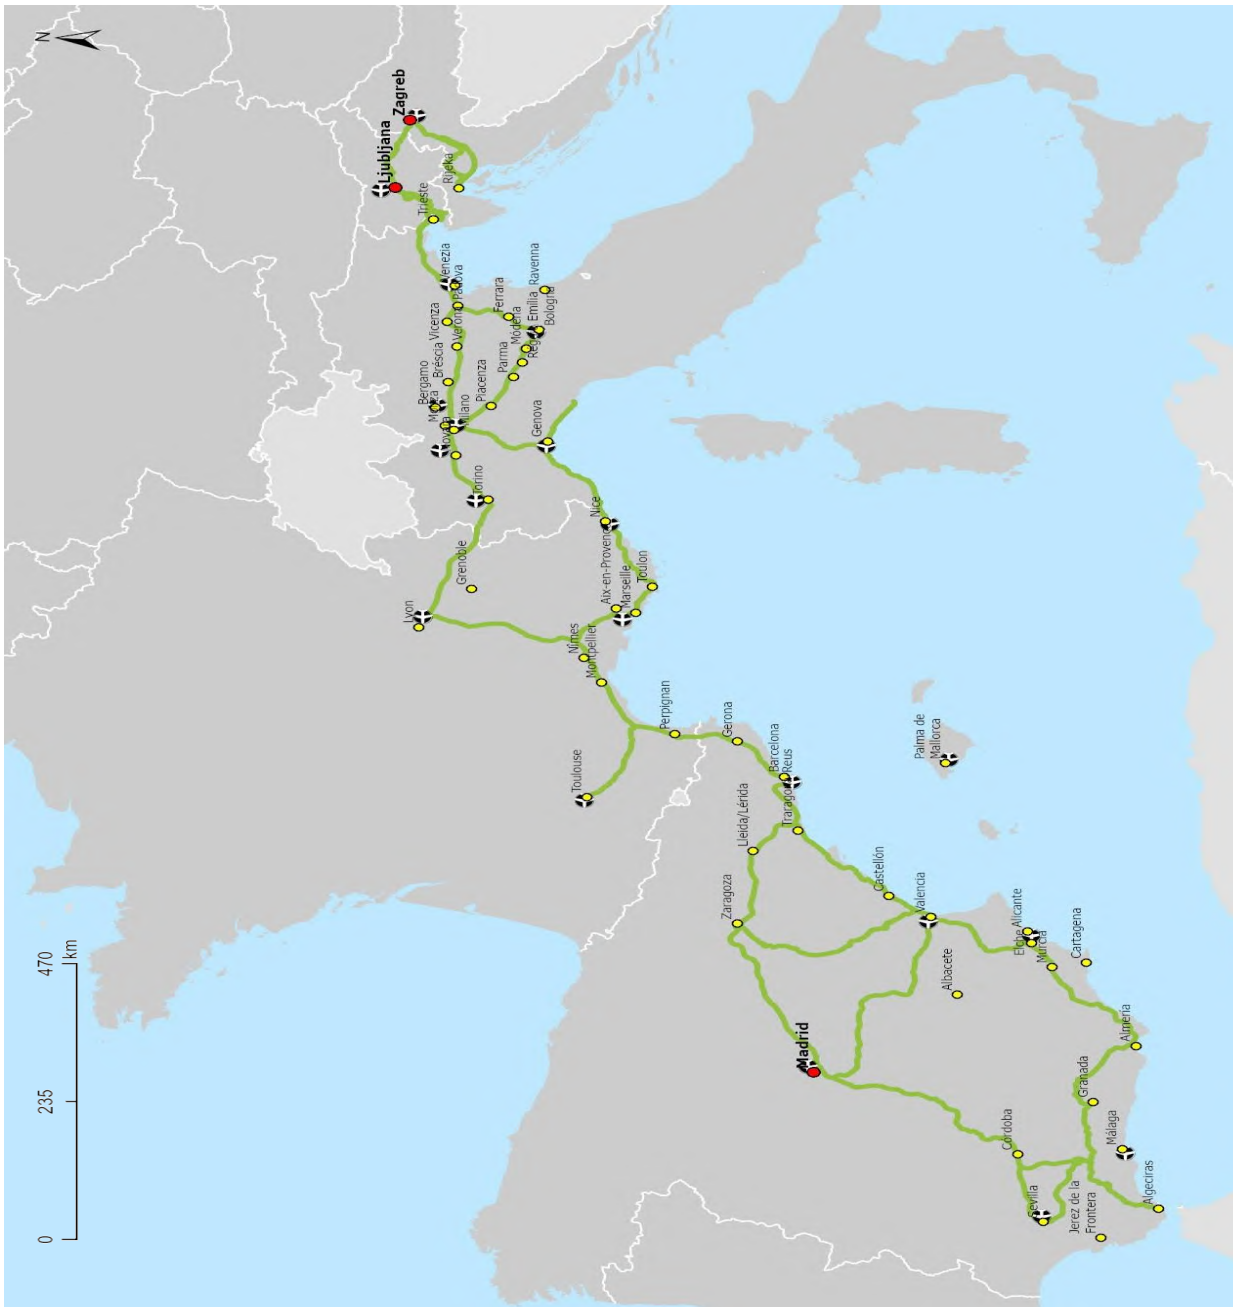 N
Zagreb
Ljubljana
Rijeka
Trieste
Venezia
Padova
Vicenza
Verona
Bréscia
Bergamo
Milano
Torino
Ferrara
Ravenna
Emília
Bologna
Módena
Parma
Piacenza
Genova
Nice
Aix-en-Provence
Marseille
Toulon
Grenoble
Lyon
Nîmes
Montpellier
Perpignan
Toulouse
Gerona
Barcelona
Reus
Lleida/Lérida
Zaragoza
Castellón
Valencia
Palma de
Mallorca
Alicante
Elche
Murcia
Cartagena
Albacete
Madrid
Almería
Granada
Málaga
Córdoba
Sevilla
Jerez de la
Frontera
Algeciras
0 235 470
km